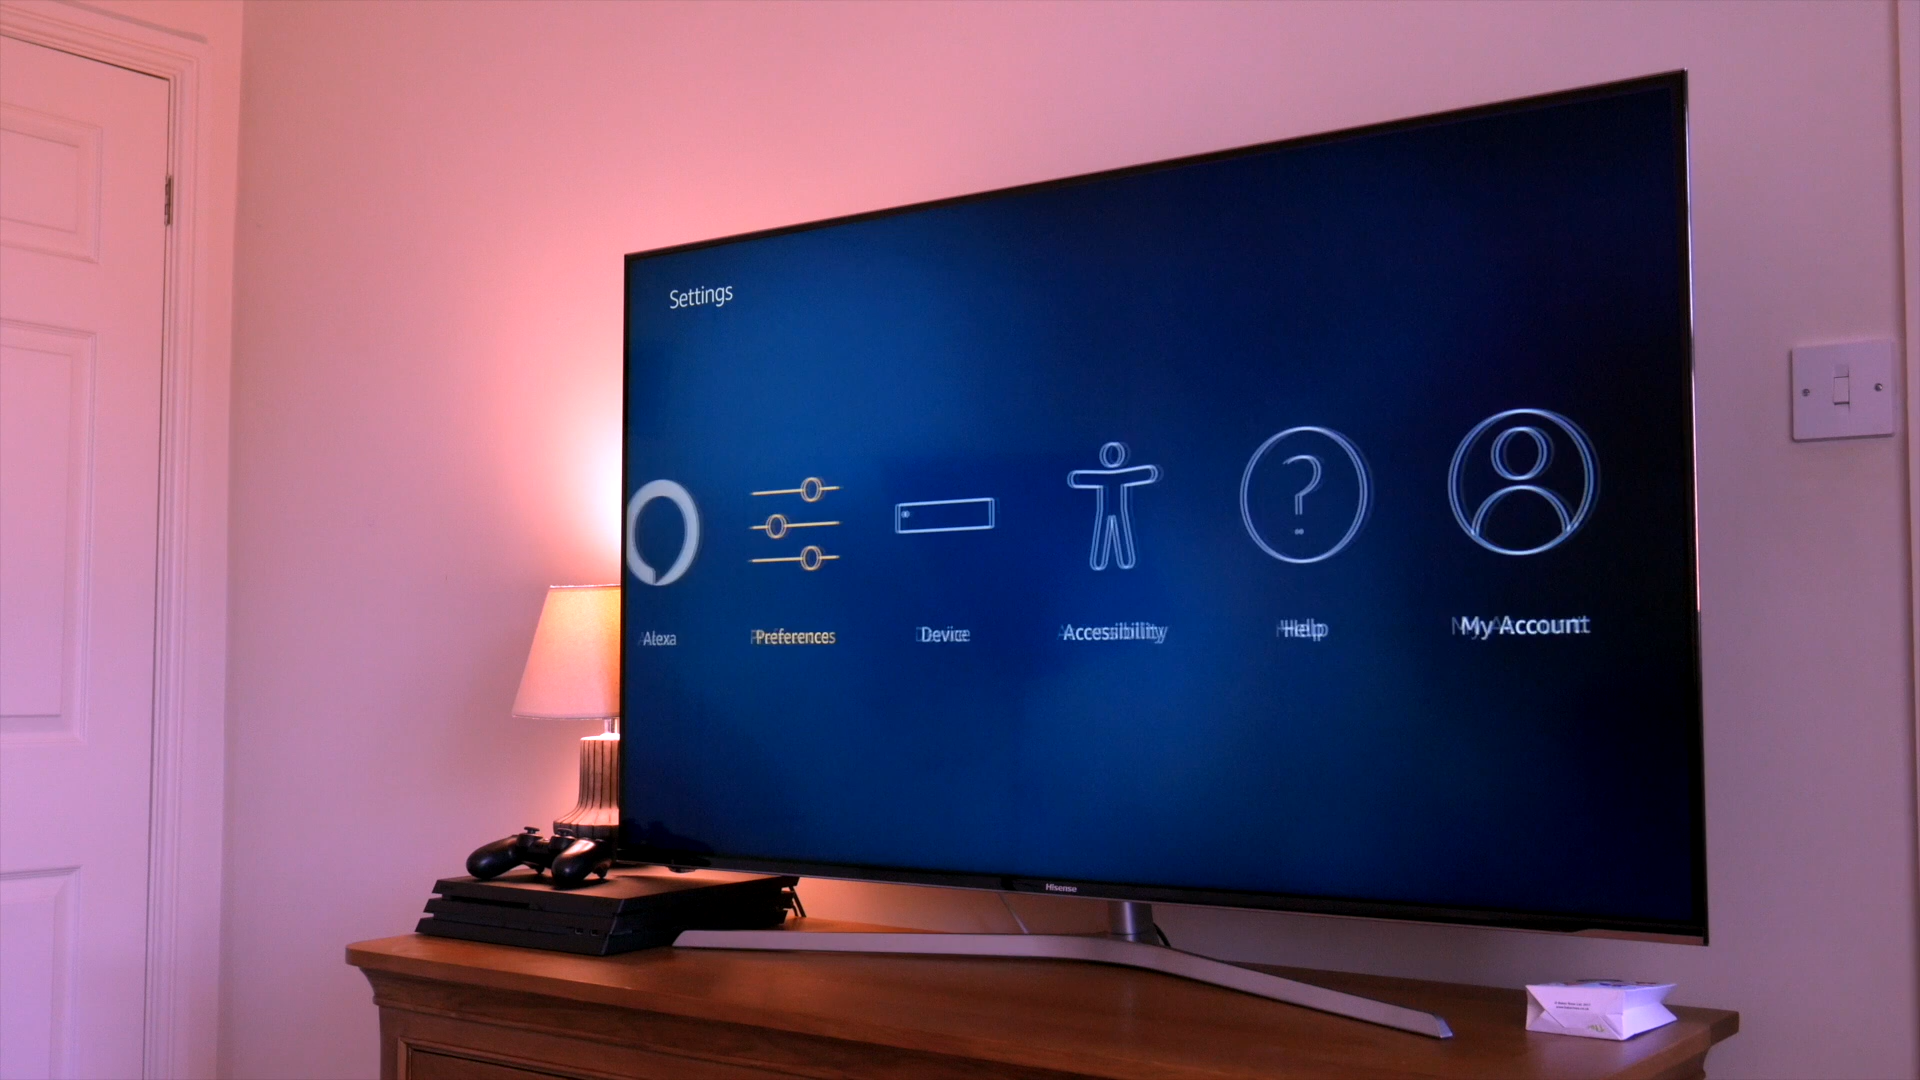 Settings
Alexa
Preferences
Device
Accessibility
Help
My Account
Hisense